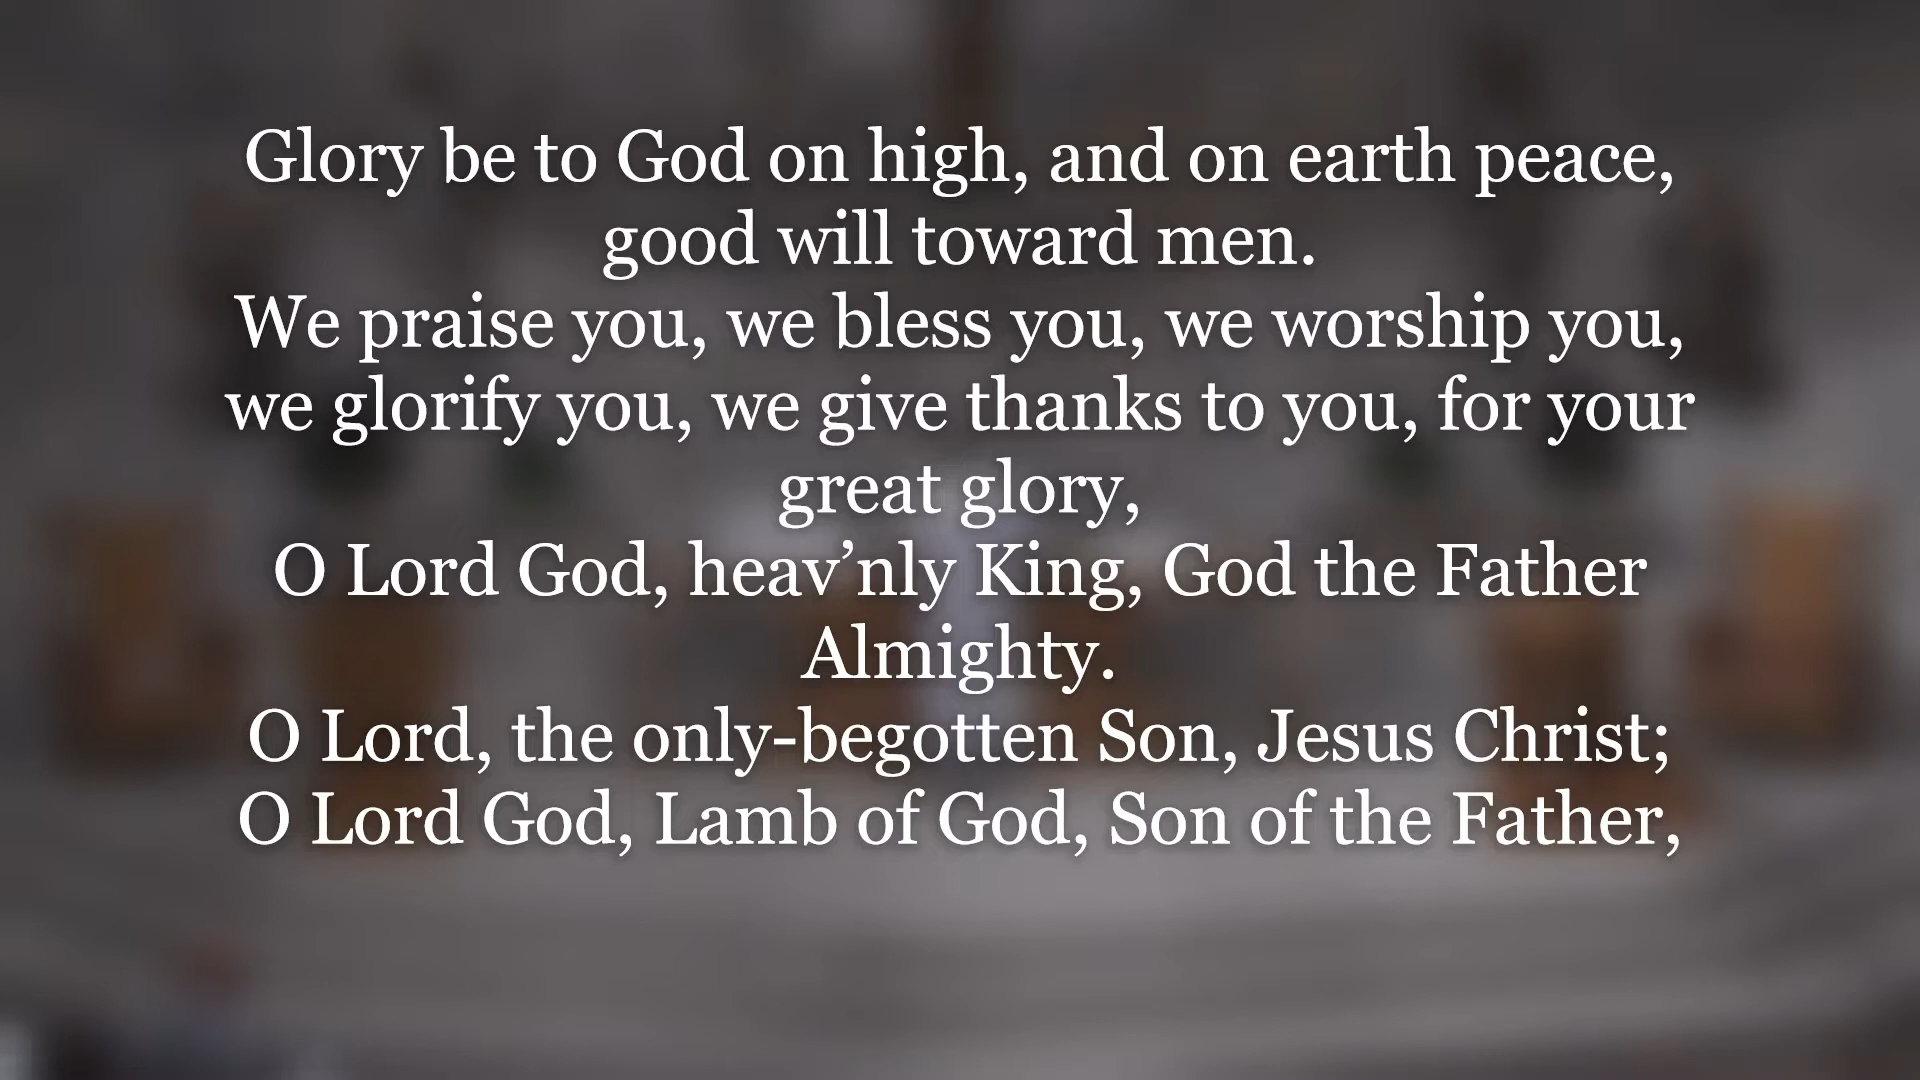 Glory be to God on high, and on earth peace,
good will toward men.
We praise you, we bless you, we worship you,
we glorify you, we give thanks to you, for your
great glory,
O Lord God, heav’nly King, God the Father
Almighty.
O Lord, the only-begotten Son, Jesus Christ;
O Lord God, Lamb of God, Son of the Father,